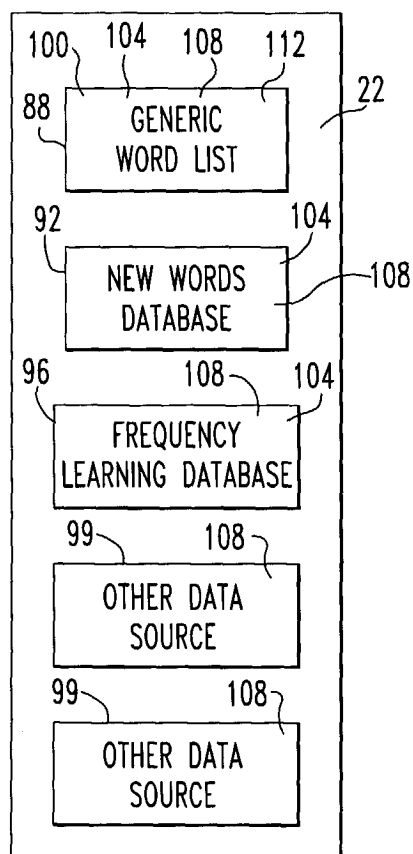 100 104 108 112
88 22
GENERIC
WORD LIST
92 104
NEW WORDS 108
DATABASE
96 108 104
FREQUENCY
LEARNING DATABASE
99 108
OTHER DATA
SOURCE
99 108
OTHER DATA
SOURCE